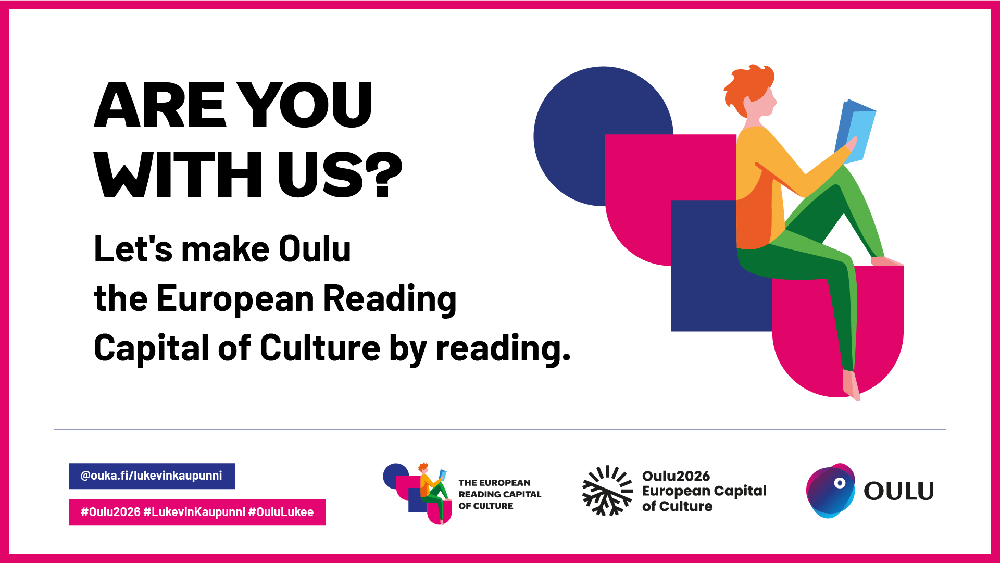 ARE YOU
WITH US?
Let's make Oulu
the European Reading
Capital of Culture by reading.
@ouka.fi/lukevinkaupunni
#Oulu2026 #LukevinKaupunni #OuluLukee
THE EUROPEAN
READING CAPITAL
OF CULTURE
Oulu2026
European Capital
of Culture
OULU